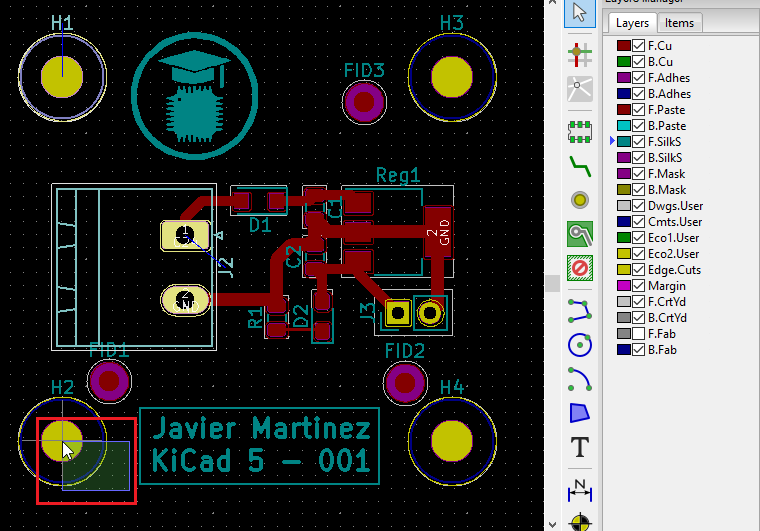 Layers Manager
Layers Items
F.Cu
B.Cu
F.Adhes
B.Adhes
F.Paste
B.Paste
F.SilkS
B.SilkS
F.Mask
B.Mask
Dwgs.User
Cmts.User
Eco1.User
Eco2.User
Edge.Cuts
Margin
F.CrtYd
B.CrtYd
F.Fab
B.Fab
H1
H3
FID3
Reg1
D1
C1
2
GND
1
J2
C2
GND
R1
D2
J3
FID1
FID2
H2
H4
Javier Martinez
KiCad 5 - 001
T
N